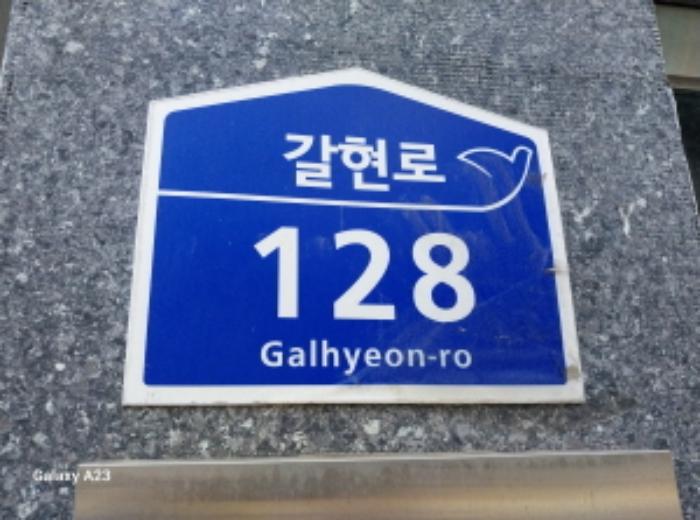 갈현로
128
Galhyeon-ro
Galaxy A23